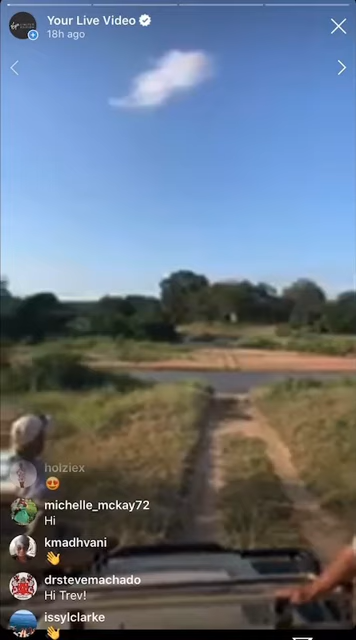 Your Live Video
18h ago
holziex
😍
michelle_mckay72
Hi
kmadhvani
👋
drstevemachado
Hi Trev!
issylclarke
👋